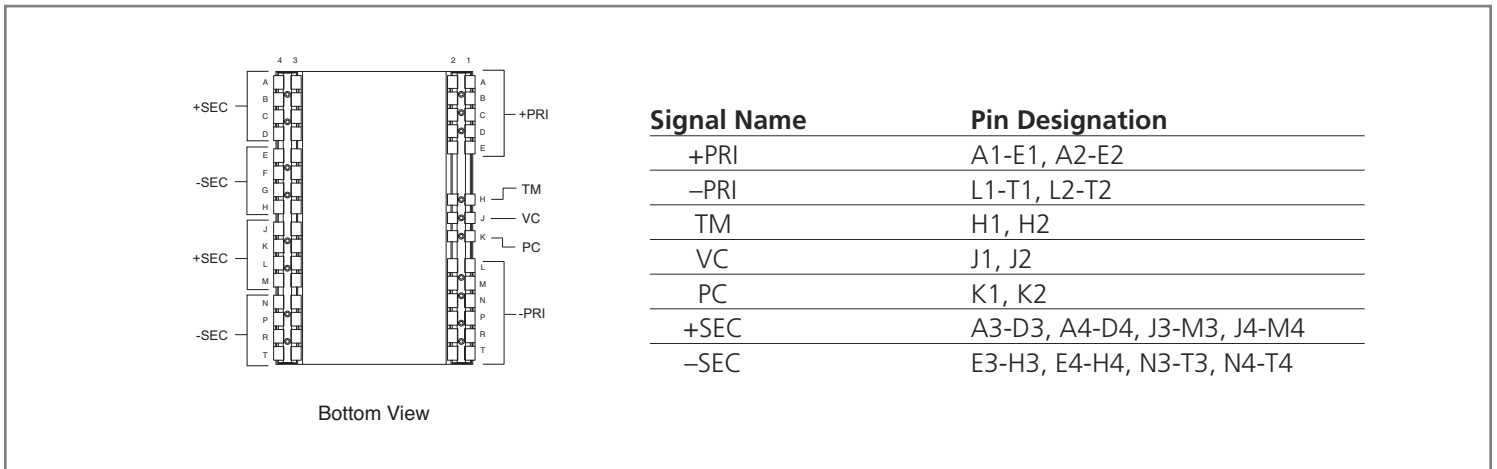 4 3 2 1
A A
B B
+SEC C C +PRI
D D
E E
F
-SEC G TM
H H
J J VC
K K PC
+SEC L L
M M
N N
P P -PRI
-SEC R R
T T
Bottom View
Signal Name Pin Designation
+PRI A1-E1, A2-E2
–PRI L1-T1, L2-T2
TM H1, H2
VC J1, J2
PC K1, K2
+SEC A3-D3, A4-D4, J3-M3, J4-M4
–SEC E3-H3, E4-H4, N3-T3, N4-T4